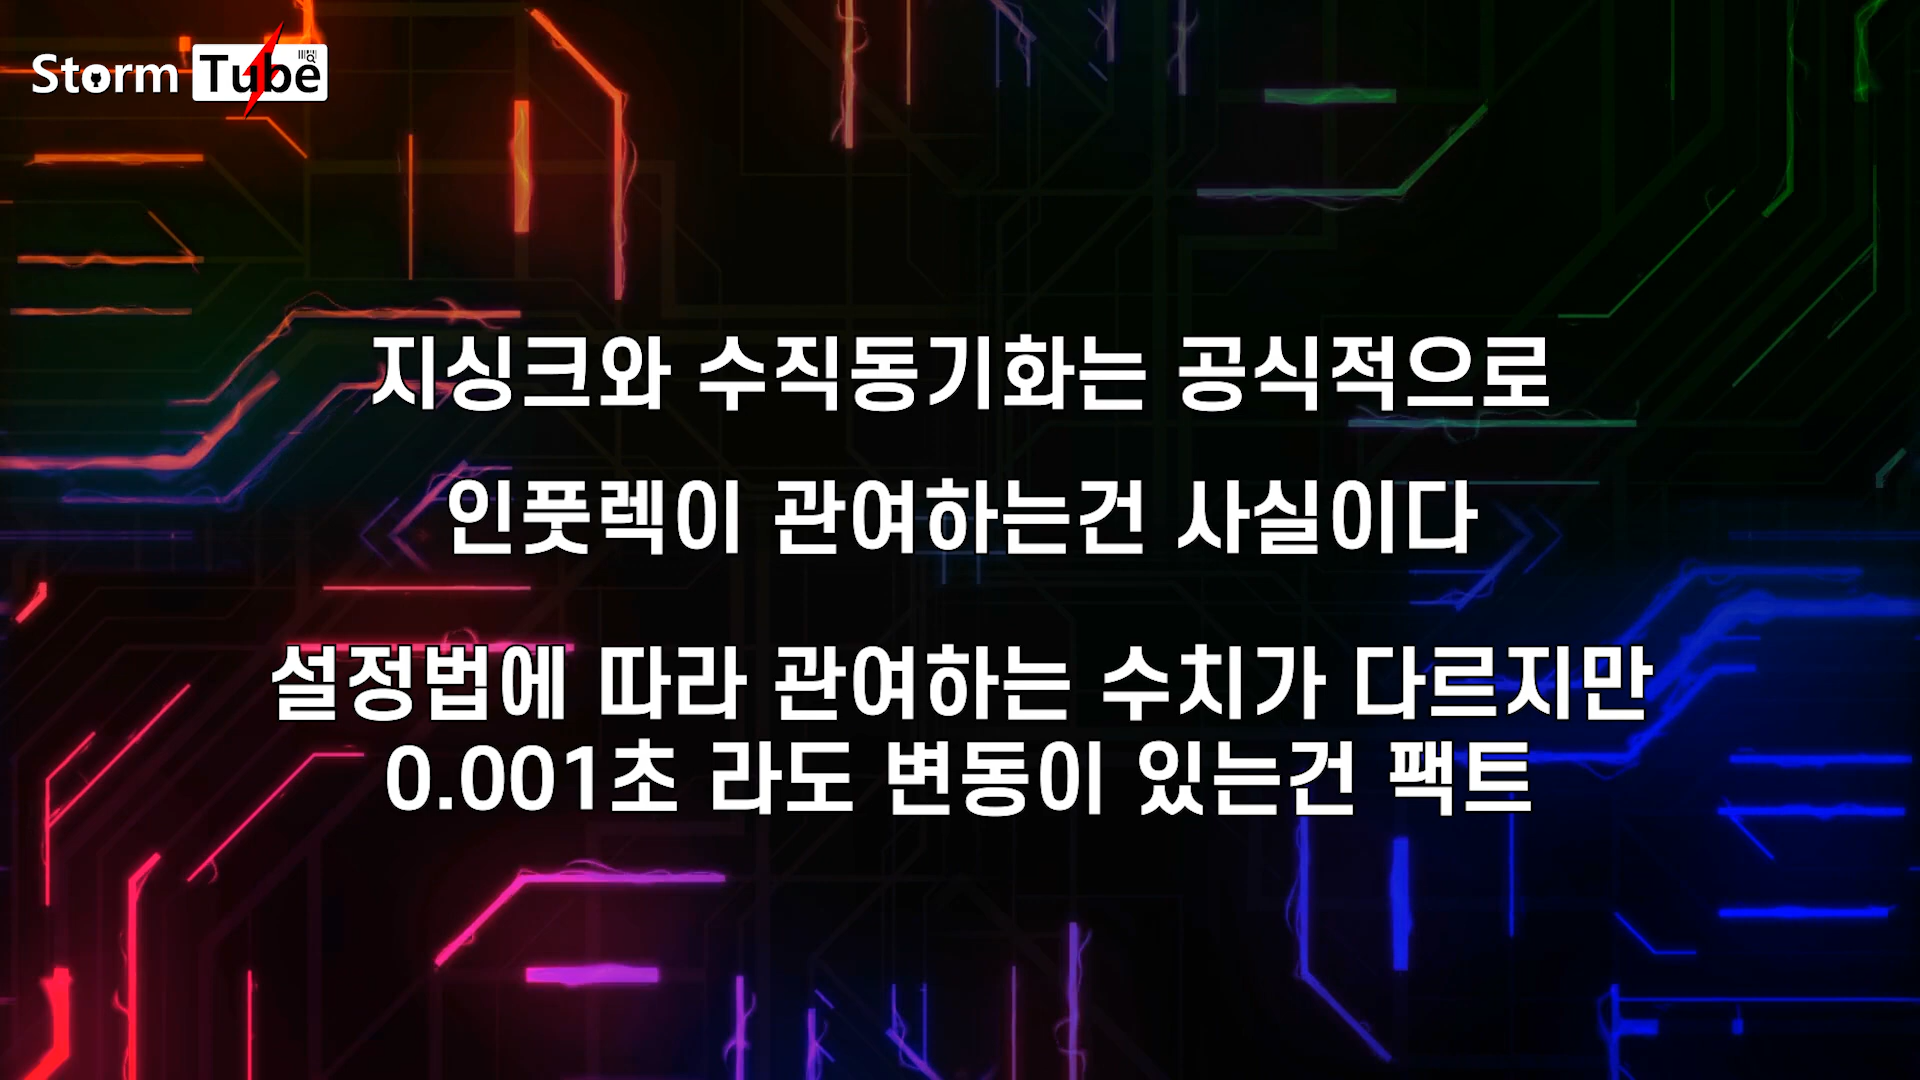 Storm Tube
지싱크와 수직동기화는 공식적으로
인풋렉이 관여하는건 사실이다
설정법에 따라 관여하는 수치가 다르지만
0.001초 라도 변동이 있는건 팩트